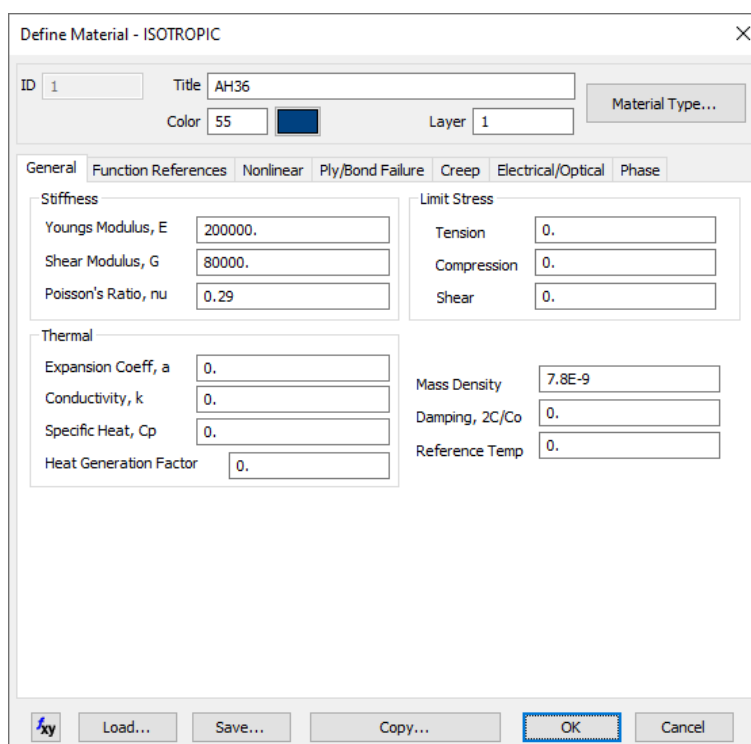 Define Material - ISOTROPIC
ID 1 Title AH36
Color 55 Layer 1 Material Type...
General Function References Nonlinear Ply/Bond Failure Creep Electrical/Optical Phase
Stiffness
Youngs Modulus, E 200000.
Shear Modulus, G 80000.
Poisson's Ratio, nu 0.29
Limit Stress
Tension 0.
Compression 0.
Shear 0.
Thermal
Expansion Coeff, a 0.
Conductivity, k 0.
Specific Heat, Cp 0.
Heat Generation Factor 0.
Mass Density 7.8E-9
Damping, 2C/Co 0.
Reference Temp 0.
fxy Load... Save... Copy... OK Cancel